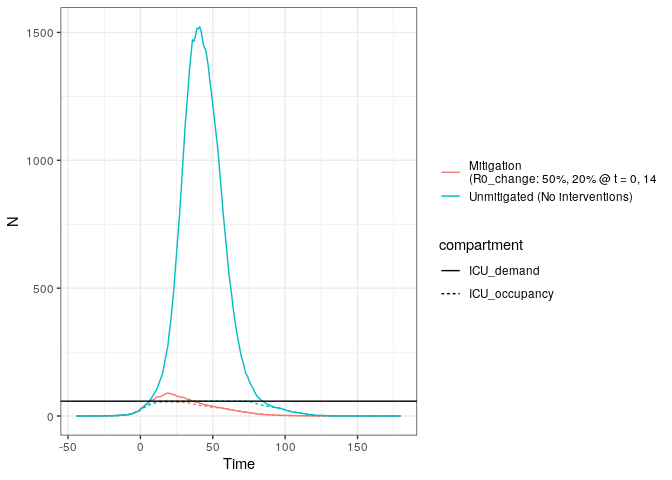 1500
1000
500
0
N
-50
0
50
100
150
Time
Mitigation
(R0_change: 50%, 20% @ t = 0, 14
Unmitigated (No interventions)
compartment
ICU_demand
ICU_occupancy